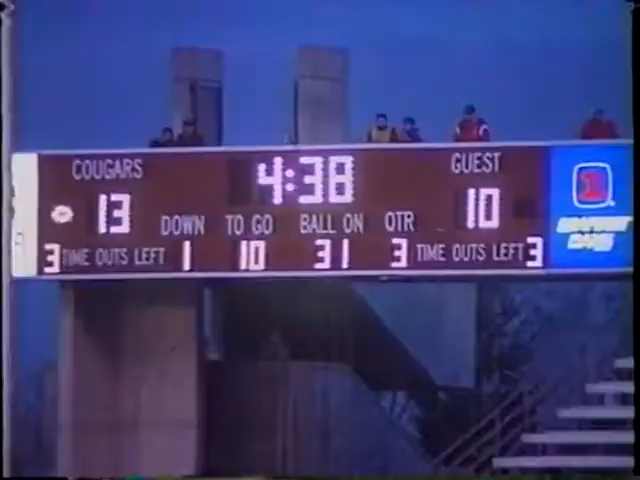 COUGARS 4:38 GUEST
13 10
DOWN TO GO BALL ON QTR
3 TIME OUTS LEFT 1 10 31 3 TIME OUTS LEFT 3
1